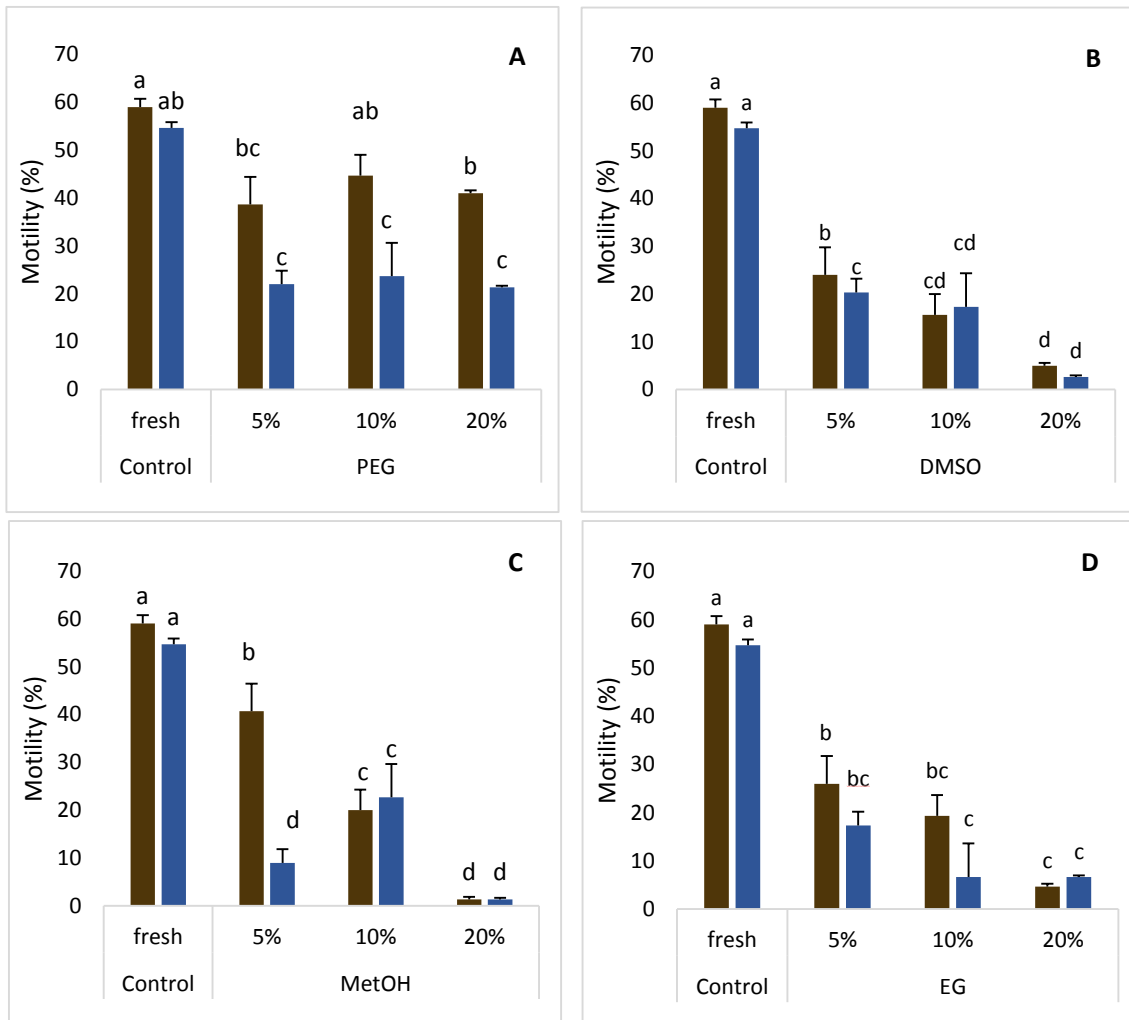 A
Motility (%)
70
60
50
40
30
20
10
0
a
ab
bc
c
ab
c
b
c
fresh
5%
10%
20%
Control
PEG
B
Motility (%)
70
60
50
40
30
20
10
0
a
a
b
c
cd
cd
d
d
fresh
5%
10%
20%
Control
DMSO
C
Motility (%)
70
60
50
40
30
20
10
0
a
a
b
d
c
c
d
d
fresh
5%
10%
20%
Control
MetOH
D
Motility (%)
70
60
50
40
30
20
10
0
a
a
b
bc
bc
c
c
c
fresh
5%
10%
20%
Control
EG